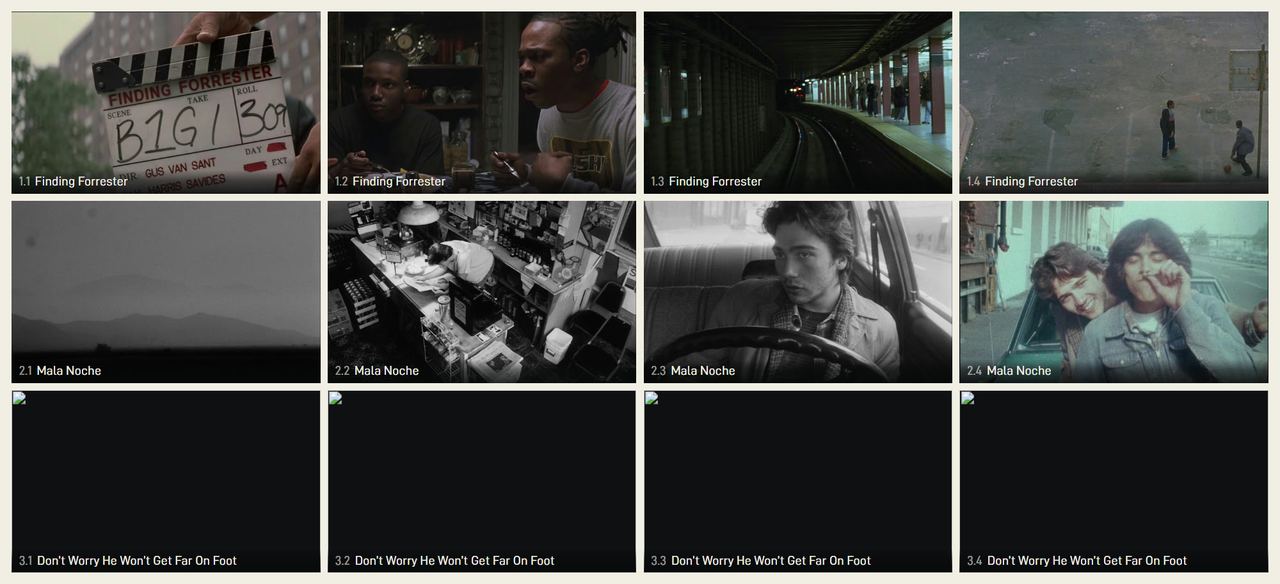 FINDING FORRESTER
SCENE TAKE ROLL
B1G 1 309
DAY
DIR. GUS VAN SANT EXT
HARRIS SAVIDES A
1.1 Finding Forrester
1.2 Finding Forrester
1.3 Finding Forrester
1.4 Finding Forrester
2.1 Mala Noche
2.2 Mala Noche
2.3 Mala Noche
2.4 Mala Noche
3.1 Don't Worry He Won't Get Far On Foot
3.2 Don't Worry He Won't Get Far On Foot
3.3 Don't Worry He Won't Get Far On Foot
3.4 Don't Worry He Won't Get Far On Foot